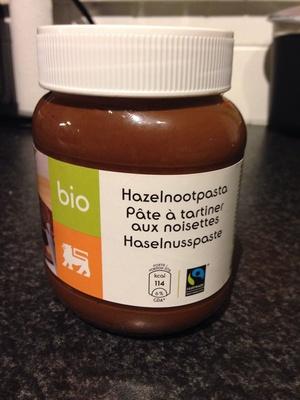 bio
Hazelnootpasta
Pâte à tartiner
aux noisettes
Haselnusspaste
kcal
114
6%
GDA*